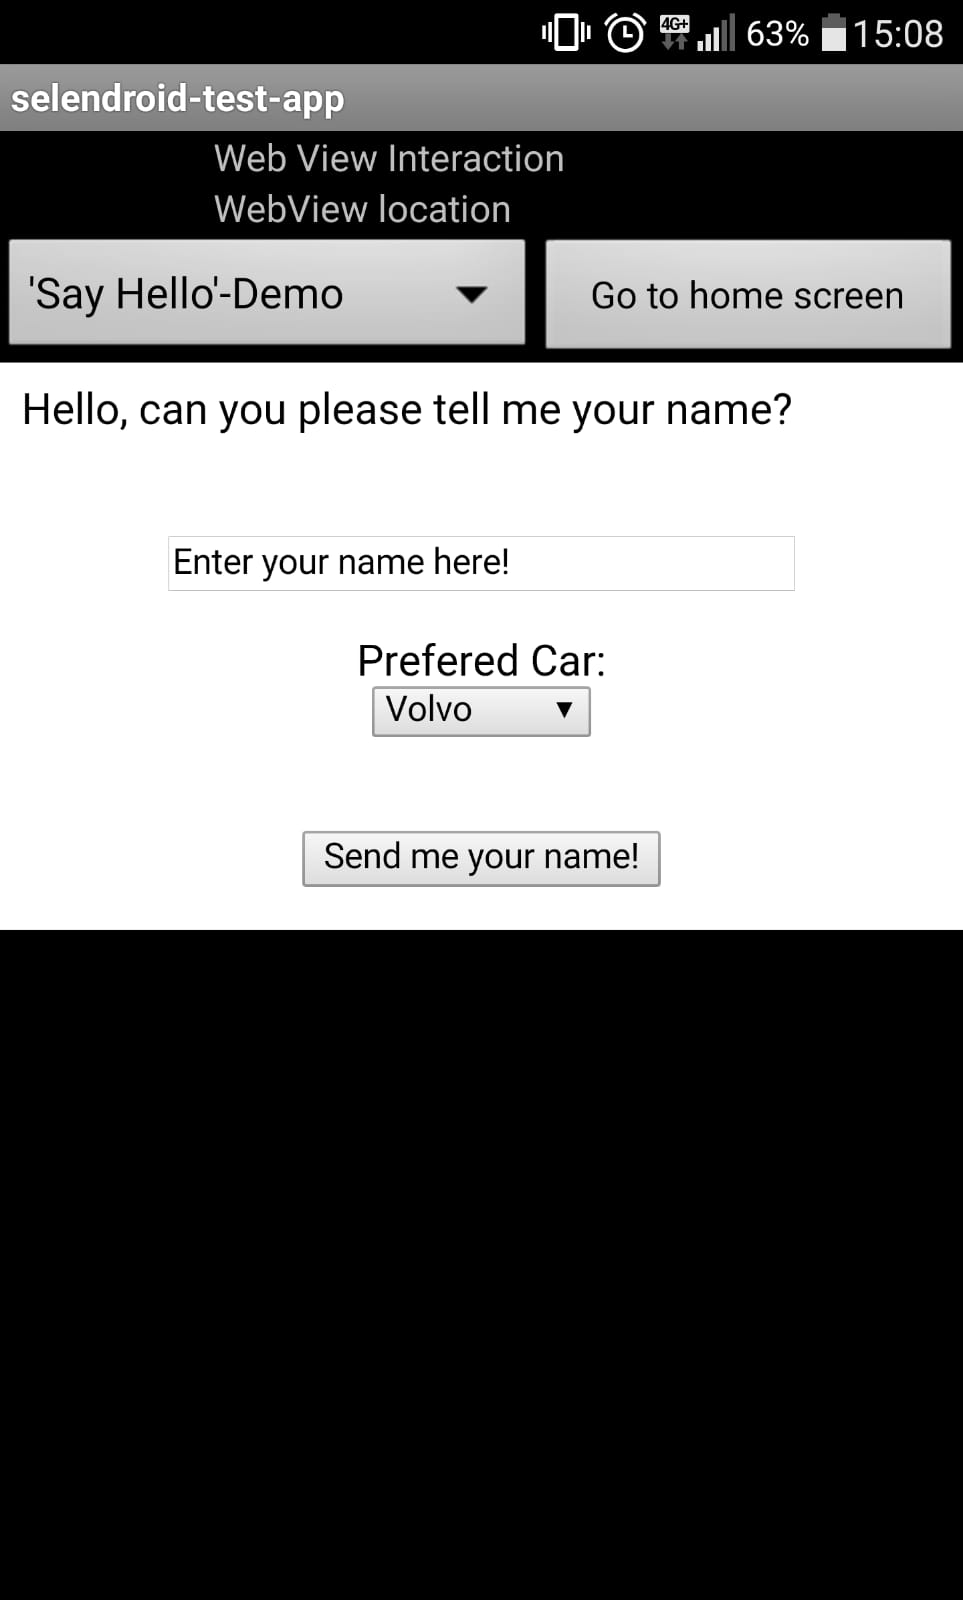 4G+ 63% 15:08
selendroid-test-app
Web View Interaction
WebView location
'Say Hello'-Demo Go to home screen
Hello, can you please tell me your name?
Enter your name here!
Prefered Car:
Volvo
Send me your name!